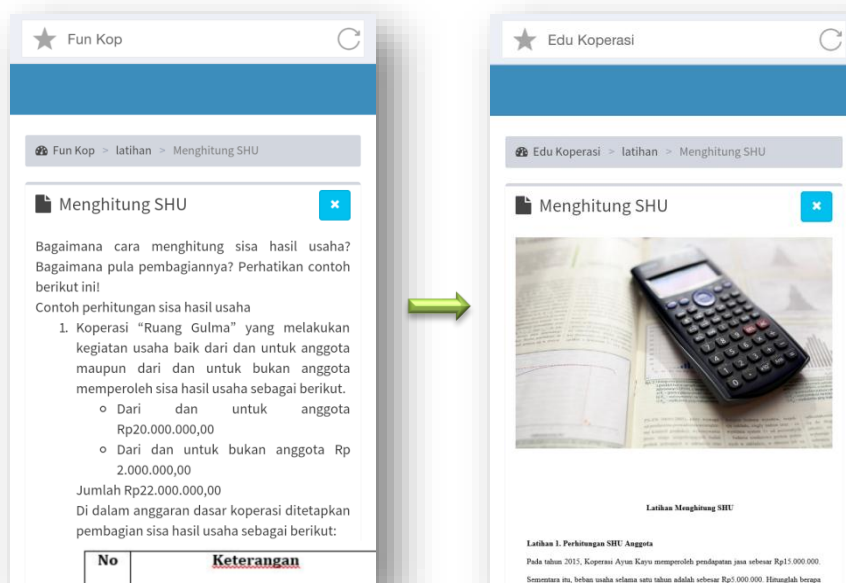 Fun Kop
Fun Kop > latihan > Menghitung SHU
Menghitung SHU
Bagaimana cara menghitung sisa hasil usaha?
Bagaimana pula pembagiannya? Perhatikan contoh
berikut ini!
Contoh perhitungan sisa hasil usaha
1. Koperasi “Ruang Gulma” yang melakukan
kegiatan usaha baik dari dan untuk anggota
maupun dari dan untuk bukan anggota
memperoleh sisa hasil usaha sebagai berikut.
Dari dan untuk anggota
Rp20.000.000,00
Dari dan untuk bukan anggota Rp
2.000.000,00
Jumlah Rp22.000.000,00
Di dalam anggaran dasar koperasi ditetapkan
pembagian sisa hasil usaha sebagai berikut:
No Keterangan
Edu Koperasi
Edu Koperasi > latihan > Menghitung SHU
Menghitung SHU
Latihan Menghitung SHU
Latihan 1. Perhitungan SHU Anggota
Pada tahun 2015, Koperasi Ayun Kayu memperoleh pendapatan jasa sebesar Rp15.000.000.
Sementara itu, beban usaha selama satu tahun adalah sebesar Rp5.000.000. Hitunglah berapa